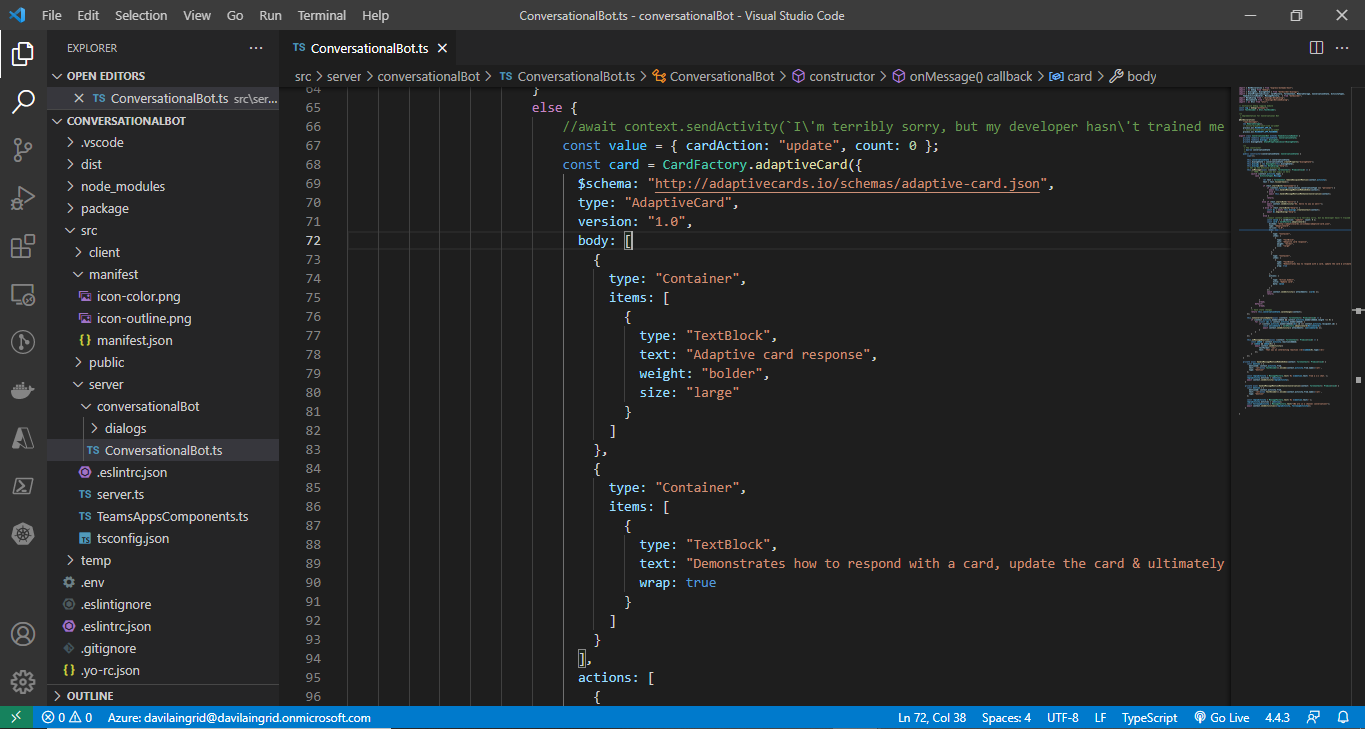 File Edit Selection View Go Run Terminal Help
ConversationalBot.ts - conversationalBot - Visual Studio Code
EXPLORER
OPEN EDITORS
TS ConversationalBot.ts src\ser...
CONVERSATIONALBOT
.vscode
dist
node_modules
package
src
client
manifest
icon-color.png
icon-outline.png
{} manifest.json
public
server
conversationalBot
dialogs
TS ConversationalBot.ts
.eslintrc.json
TS server.ts
TS TeamsAppsComponents.ts
tsconfig.json
temp
.env
.eslintignore
.eslintrc.json
.gitignore
{} .yo-rc.json
OUTLINE
TS ConversationalBot.ts
src > server > conversationalBot > TS ConversationalBot.ts > ConversationalBot > constructor > onMessage() callback > card > body
64 }
65 else {
66 //await context.sendActivity(`I\'m terribly sorry, but my developer hasn\'t trained me
67 const value = { cardAction: "update", count: 0 };
68 const card = CardFactory.adaptiveCard({
69 $schema: "http://adaptivecards.io/schemas/adaptive-card.json",
70 type: "AdaptiveCard",
71 version: "1.0",
72 body: [
73 {
74 type: "Container",
75 items: [
76 {
77 type: "TextBlock",
78 text: "Adaptive card response",
79 weight: "bolder",
80 size: "large"
81 }
82 ]
83 },
84 {
85 type: "Container",
86 items: [
87 {
88 type: "TextBlock",
89 text: "Demonstrates how to respond with a card, update the card & ultimately
90 wrap: true
91 }
92 ]
93 }
94 ],
95 actions: [
96 {
0 0 Azure: davilaingrid@davilaingrid.onmicrosoft.com
Ln 72, Col 38 Spaces: 4 UTF-8 LF TypeScript Go Live 4.4.3